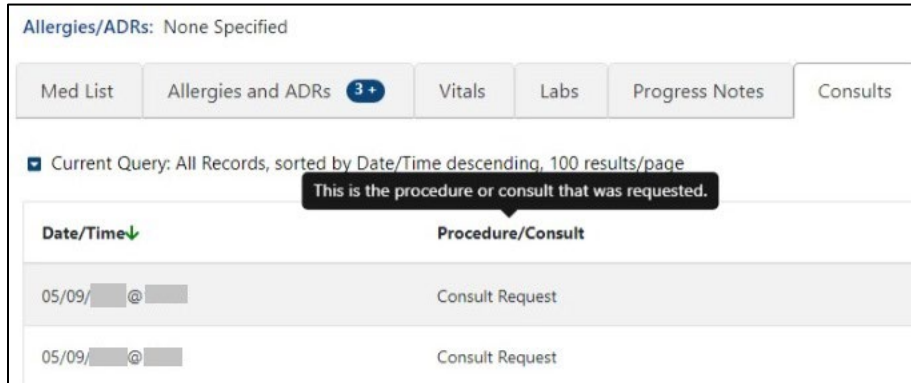 Allergies/ADRs: None Specified
Med List Allergies and ADRs 3+ Vitals Labs Progress Notes Consults
Current Query: All Records, sorted by Date/Time descending, 100 results/page
This is the procedure or consult that was requested.
Date/Time Procedure/Consult
05/09/ @ Consult Request
05/09/ @ Consult Request